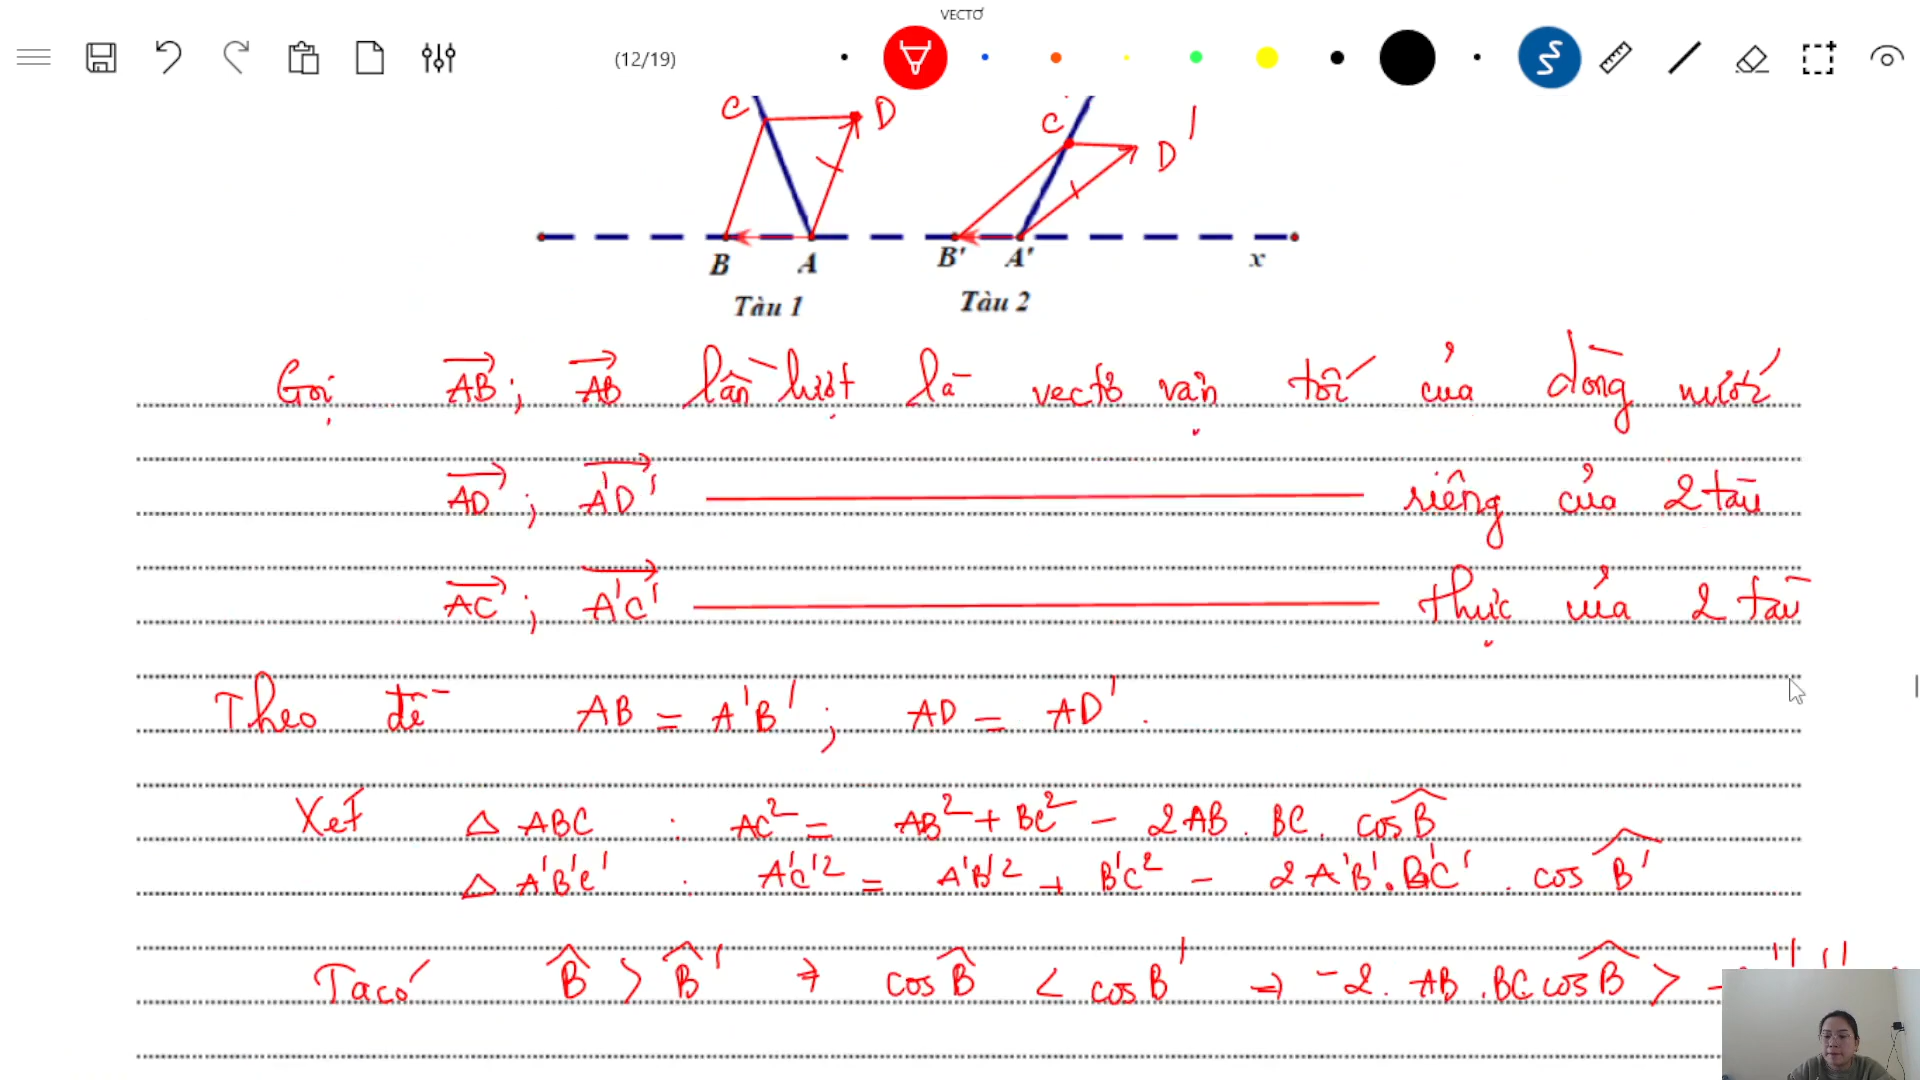 VECTƠ
(12/19)
C D C D'
B A B' A' x
Tàu 1 Tàu 2
Gọi AB; AB lần lượt là vectơ vận tốc của dòng nước
AD; A'D' riêng của 2 tàu
AC; A'C' thực của 2 tàu
Theo đề AB = A'B'; AD = AD'.
Xét Δ ABC : AC² = AB² + BC² - 2AB. BC. cos B
Δ A'B'C' : A'C'² = A'B'² + B'C² - 2A'B'.B'C'. cos B'
Ta có B > B' ⇒ cos B < cos B' ⇒ -2. AB .BC cos B > -